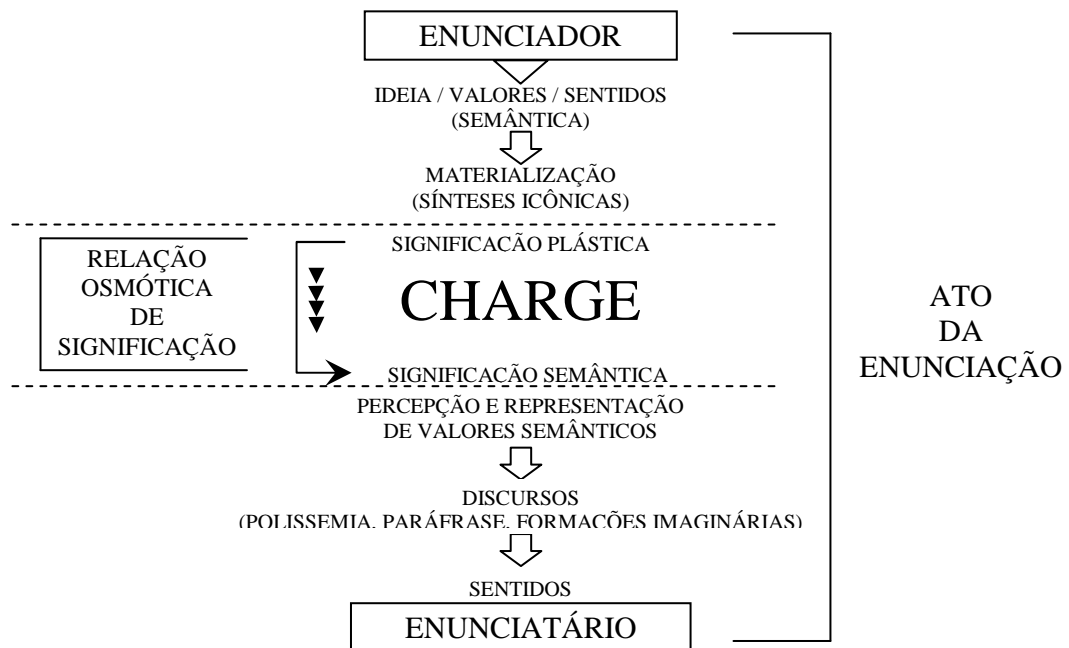 ENUNCIADOR
IDEIA / VALORES / SENTIDOS
(SEMÂNTICA)
MATERIALIZAÇÃO
(SÍNTESES ICÔNICAS)
SIGNIFICAÇÃO PLÁSTICA
RELAÇÃO
OSMÓTICA
DE
SIGNIFICAÇÃO
CHARGE
SIGNIFICAÇÃO SEMÂNTICA
PERCEPÇÃO E REPRESENTAÇÃO
DE VALORES SEMÂNTICOS
DISCURSOS
(POLISSEMIA, PARÁFRASE, FORMAÇÕES IMAGINÁRIAS)
SENTIDOS
ENUNCIATÁRIO
ATO
DA
ENUNCIAÇÃO